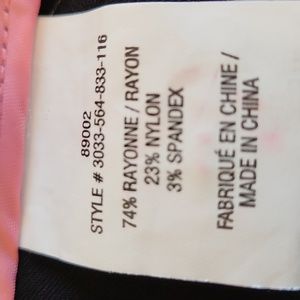 89002
STYLE # 3033-564-833-116
74% RAYONNE / RAYON
23% NYLON
3% SPANDEX
FABRIQUÉ EN CHINE /
MADE IN CHINA